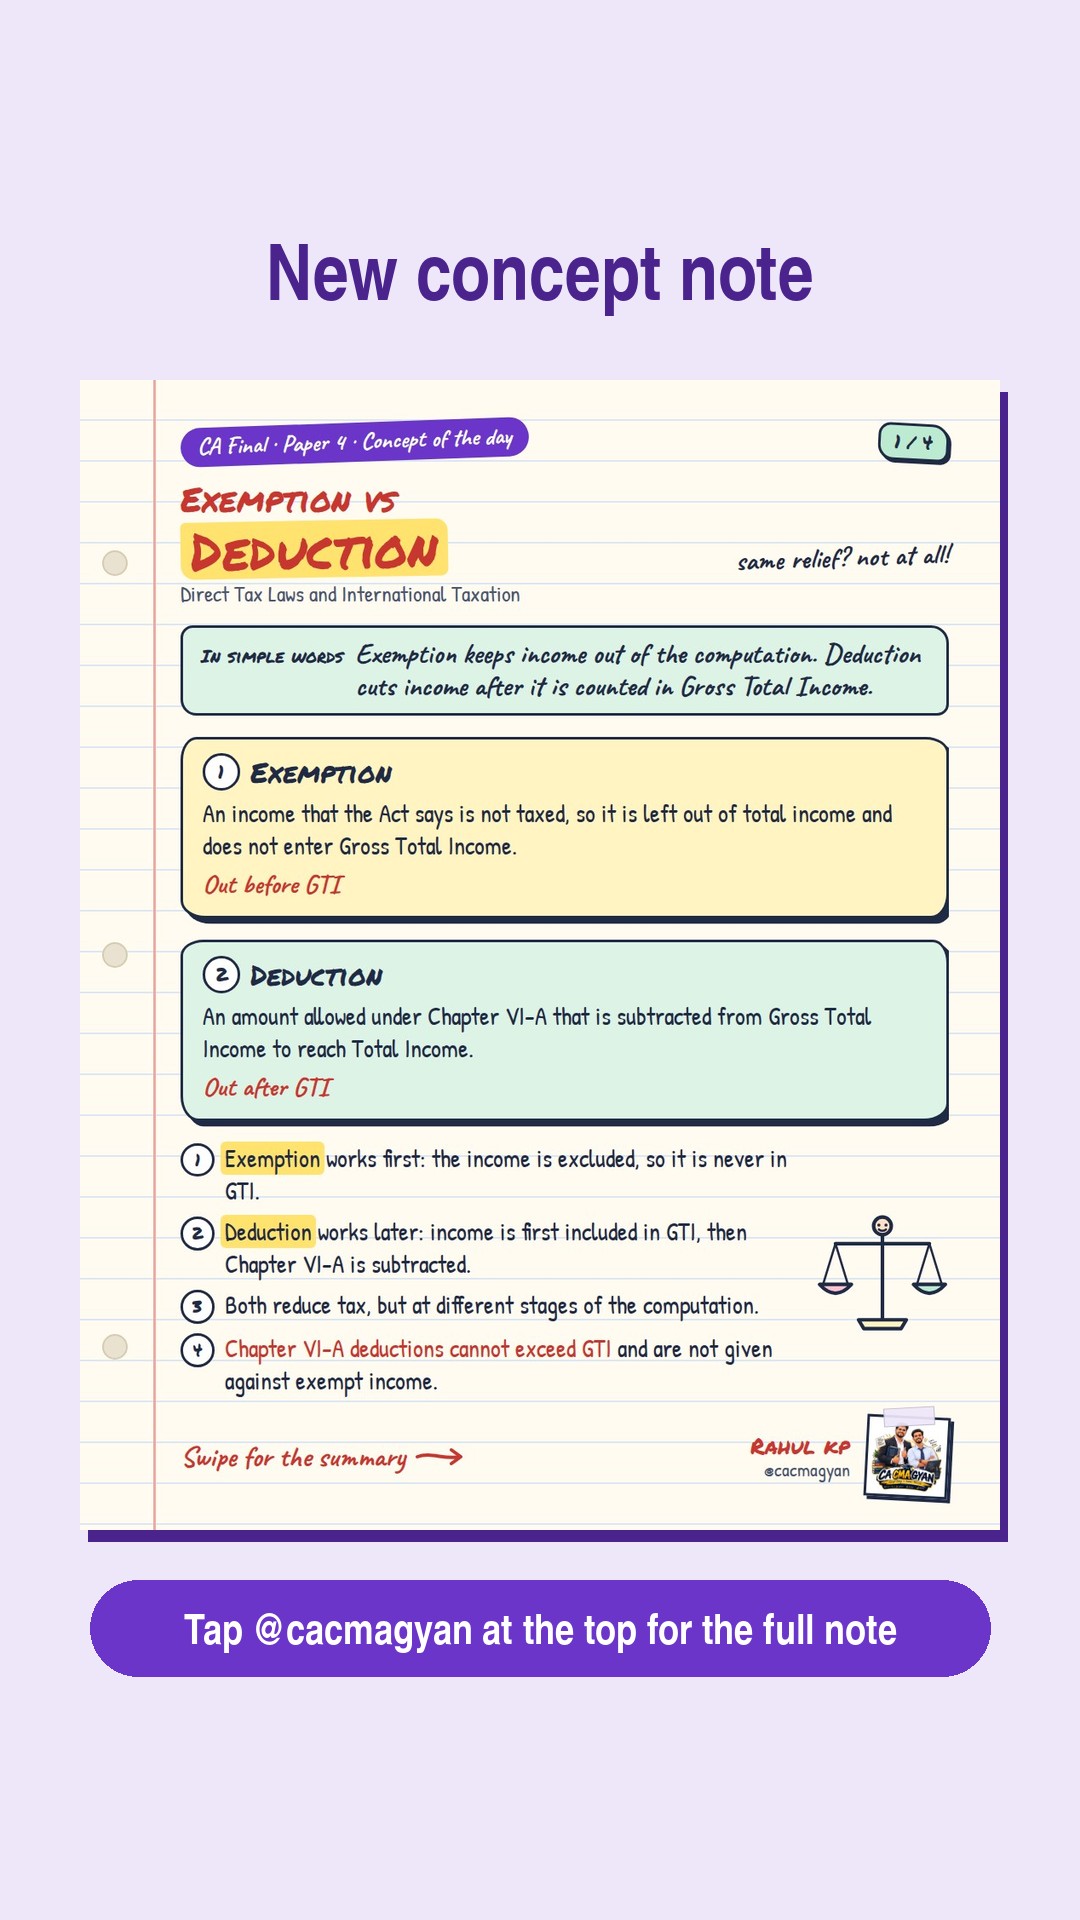 New concept note
CA Final · Paper 4 · Concept of the day
1 / 4
Exemption vs
Deduction
same relief? not at all!
Direct Tax Laws and International Taxation
In simple words Exemption keeps income out of the computation. Deduction
cuts income after it is counted in Gross Total Income.
1 Exemption
An income that the Act says is not taxed, so it is left out of total income and
does not enter Gross Total Income.
Out before GTI
2 Deduction
An amount allowed under Chapter VI-A that is subtracted from Gross Total
Income to reach Total Income.
Out after GTI
1 Exemption works first: the income is excluded, so it is never in
GTI.
2 Deduction works later: income is first included in GTI, then
Chapter VI-A is subtracted.
3 Both reduce tax, but at different stages of the computation.
4 Chapter VI-A deductions cannot exceed GTI and are not given
against exempt income.
Swipe for the summary
Rahul KP
@cacmagyan
CA CMA GYAN
Tap @cacmagyan at the top for the full note